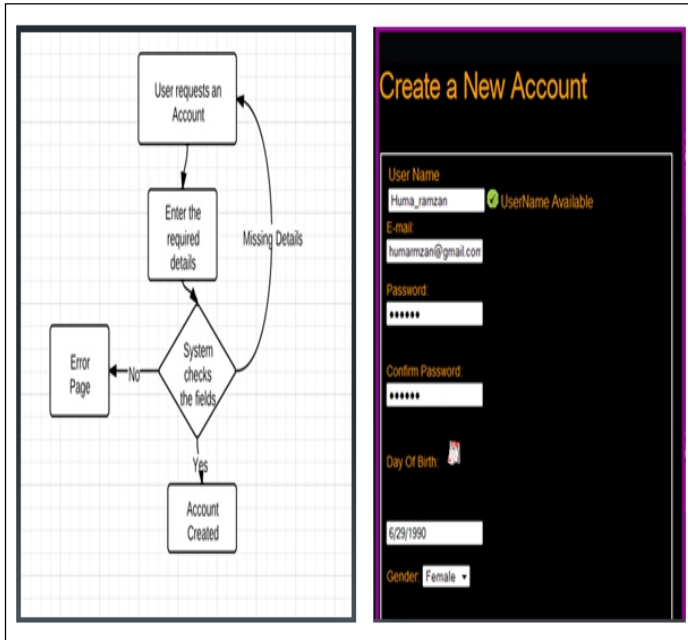 User requests an
Account
Enter the
required
details
Missing Details
System
checks
the fields
No
Error
Page
Yes
Account
Created
Create a New Account
User Name
Huma_ramzan
UserName Available
E-mail:
humarmzan@gmail.com
Password:
••••••
Confirm Password:
••••••
Day Of Birth:
6/29/1990
Gender: Female